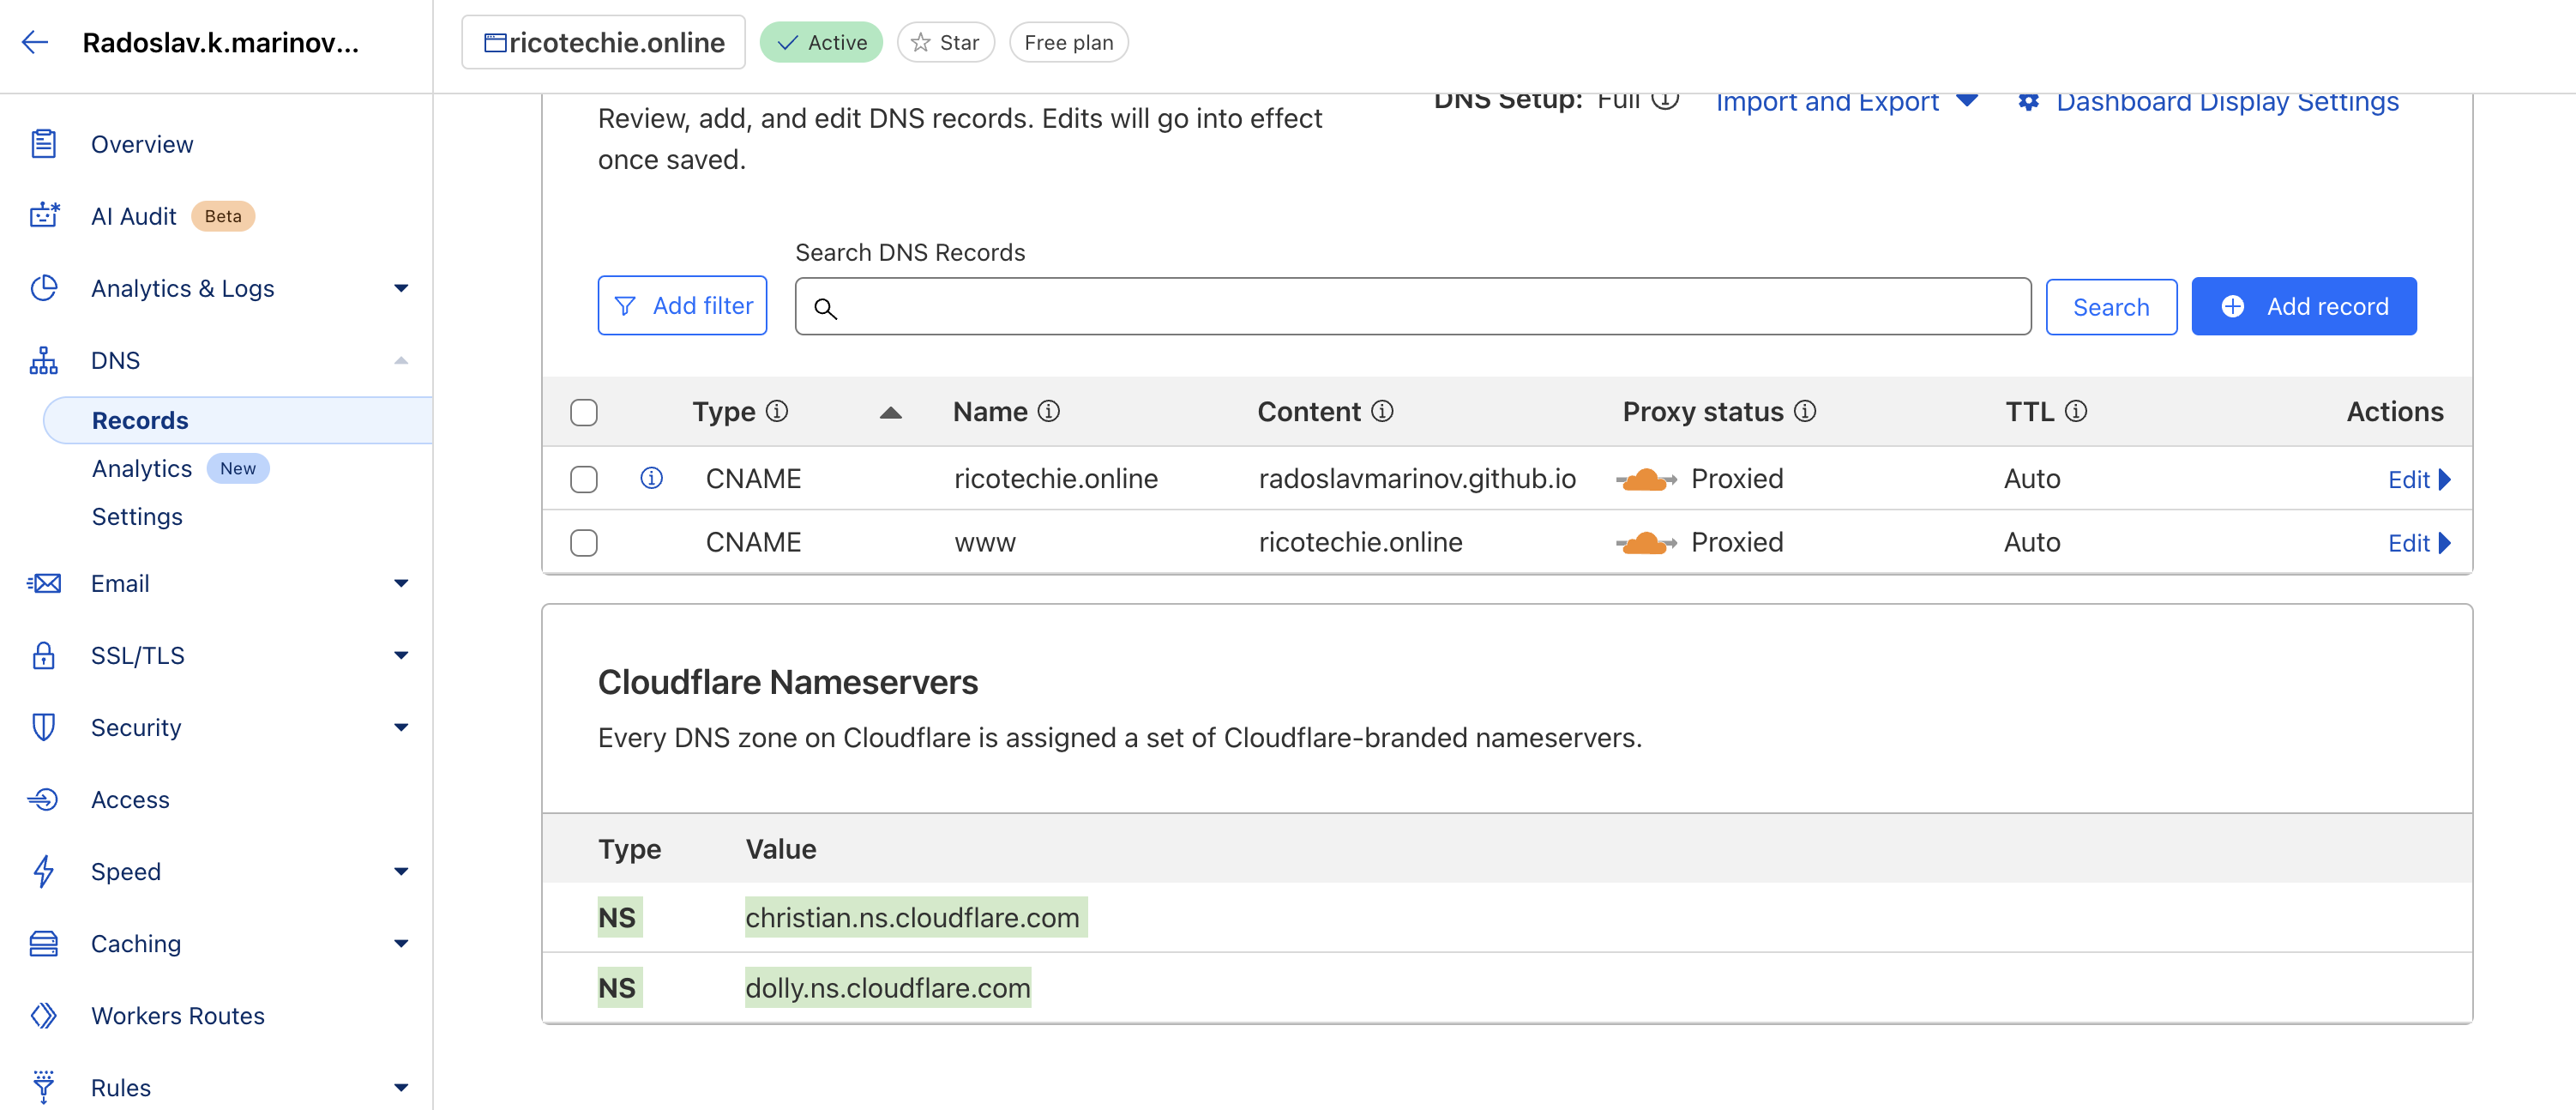 Radoslav.k.marinov...
ricotechie.online
Active
Star
Free plan
Overview
AI Audit Beta
Analytics & Logs
DNS
Records
Analytics New
Settings
Email
SSL/TLS
Security
Access
Speed
Caching
Workers Routes
Rules
Review, add, and edit DNS records. Edits will go into effect
once saved.
DNS Setup: Full
Import and Export
Dashboard Display Settings
Search DNS Records
Add filter
Search
Add record
Type Name Content Proxy status TTL Actions
CNAME ricotechie.online radoslavmarinov.github.io Proxied Auto Edit
CNAME www ricotechie.online Proxied Auto Edit
Cloudflare Nameservers
Every DNS zone on Cloudflare is assigned a set of Cloudflare-branded nameservers.
Type Value
NS christian.ns.cloudflare.com
NS dolly.ns.cloudflare.com